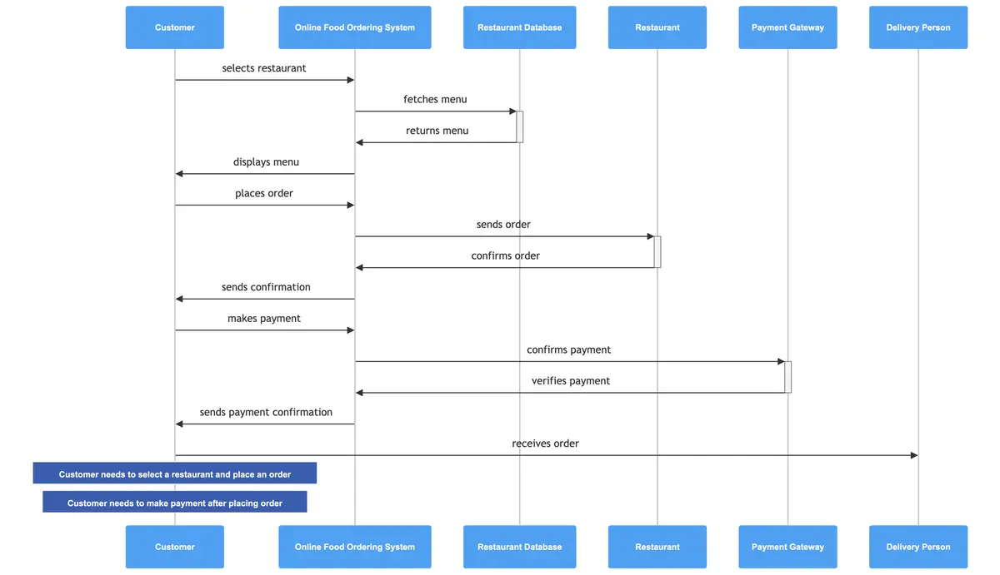 Customer
Online Food Ordering System
Restaurant Database
Restaurant
Payment Gateway
Delivery Person
selects restaurant
fetches menu
returns menu
displays menu
places order
sends order
confirms order
sends confirmation
makes payment
confirms payment
verifies payment
sends payment confirmation
receives order
Customer needs to select a restaurant and place an order
Customer needs to make payment after placing order
Customer
Online Food Ordering System
Restaurant Database
Restaurant
Payment Gateway
Delivery Person